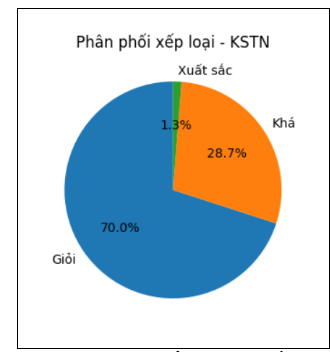 Phân phối xếp loại - KSTN
Xuất sắc
1.3%
Khá
28.7%
70.0%
Giỏi